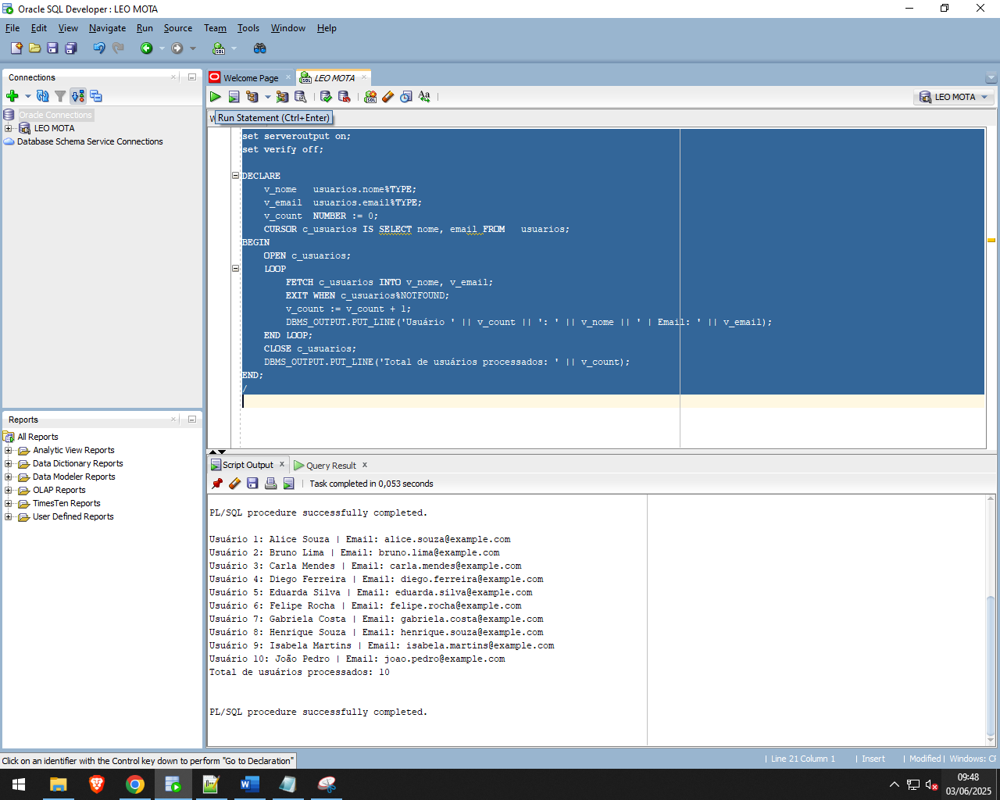 Oracle SQL Developer : LEO MOTA
File Edit View Navigate Run Source Team Tools Window Help
Connections
Oracle Connections
LEO MOTA
Database Schema Service Connections
Reports
All Reports
Analytic View Reports
Data Dictionary Reports
Data Modeler Reports
OLAP Reports
TimesTen Reports
User Defined Reports
Welcome Page
LEO MOTA
LEO MOTA
Run Statement (Ctrl+Enter)
set serveroutput on;
set verify off;
DECLARE
v_nome usuarios.nome%TYPE;
v_email usuarios.email%TYPE;
v_count NUMBER := 0;
CURSOR c_usuarios IS SELECT nome, email FROM usuarios;
BEGIN
OPEN c_usuarios;
LOOP
FETCH c_usuarios INTO v_nome, v_email;
EXIT WHEN c_usuarios%NOTFOUND;
v_count := v_count + 1;
DBMS_OUTPUT.PUT_LINE('Usuário ' || v_count || ': ' || v_nome || ' | Email: ' || v_email);
END LOOP;
CLOSE c_usuarios;
DBMS_OUTPUT.PUT_LINE('Total de usuários processados: ' || v_count);
END;
/
Script Output x Query Result x
Task completed in 0,053 seconds
PL/SQL procedure successfully completed.
Usuário 1: Alice Souza | Email: alice.souza@example.com
Usuário 2: Bruno Lima | Email: bruno.lima@example.com
Usuário 3: Carla Mendes | Email: carla.mendes@example.com
Usuário 4: Diego Ferreira | Email: diego.ferreira@example.com
Usuário 5: Eduarda Silva | Email: eduarda.silva@example.com
Usuário 6: Felipe Rocha | Email: felipe.rocha@example.com
Usuário 7: Gabriela Costa | Email: gabriela.costa@example.com
Usuário 8: Henrique Souza | Email: henrique.souza@example.com
Usuário 9: Isabela Martins | Email: isabela.martins@example.com
Usuário 10: João Pedro | Email: joao.pedro@example.com
Total de usuários processados: 10
PL/SQL procedure successfully completed.
Click on an identifier with the Control key down to perform "Go to Declaration"
Line 21 Column 1 | Insert | Modified | Windows:
09:48
03/06/2025